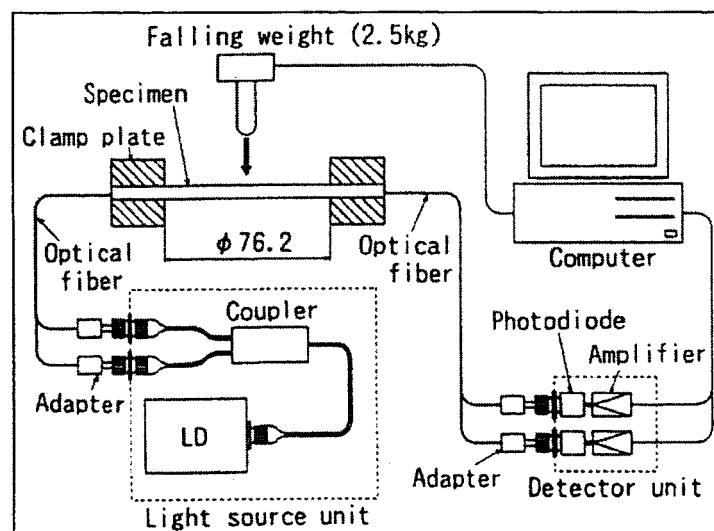 Falling weight (2.5kg)
Specimen
Clamp plate
φ76.2
Optical
fiber
Optical
fiber
Computer
Coupler
Photodiode
Amplifier
Adapter
LD
Adapter
Detector unit
Light source unit